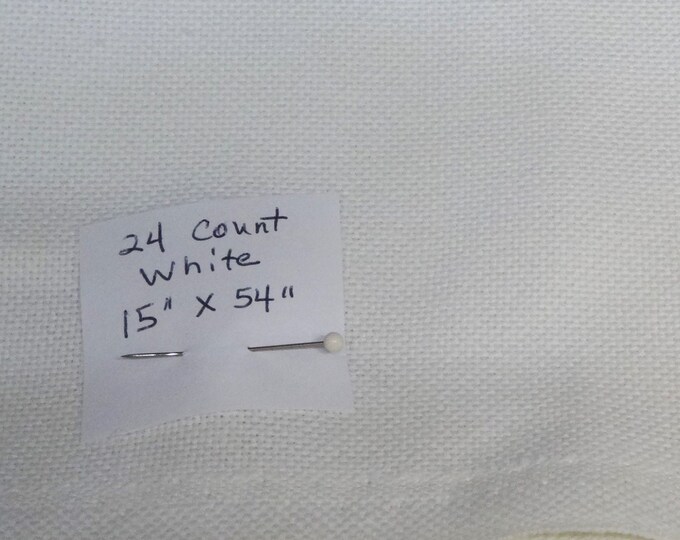 24 Count
White
15" x 54"